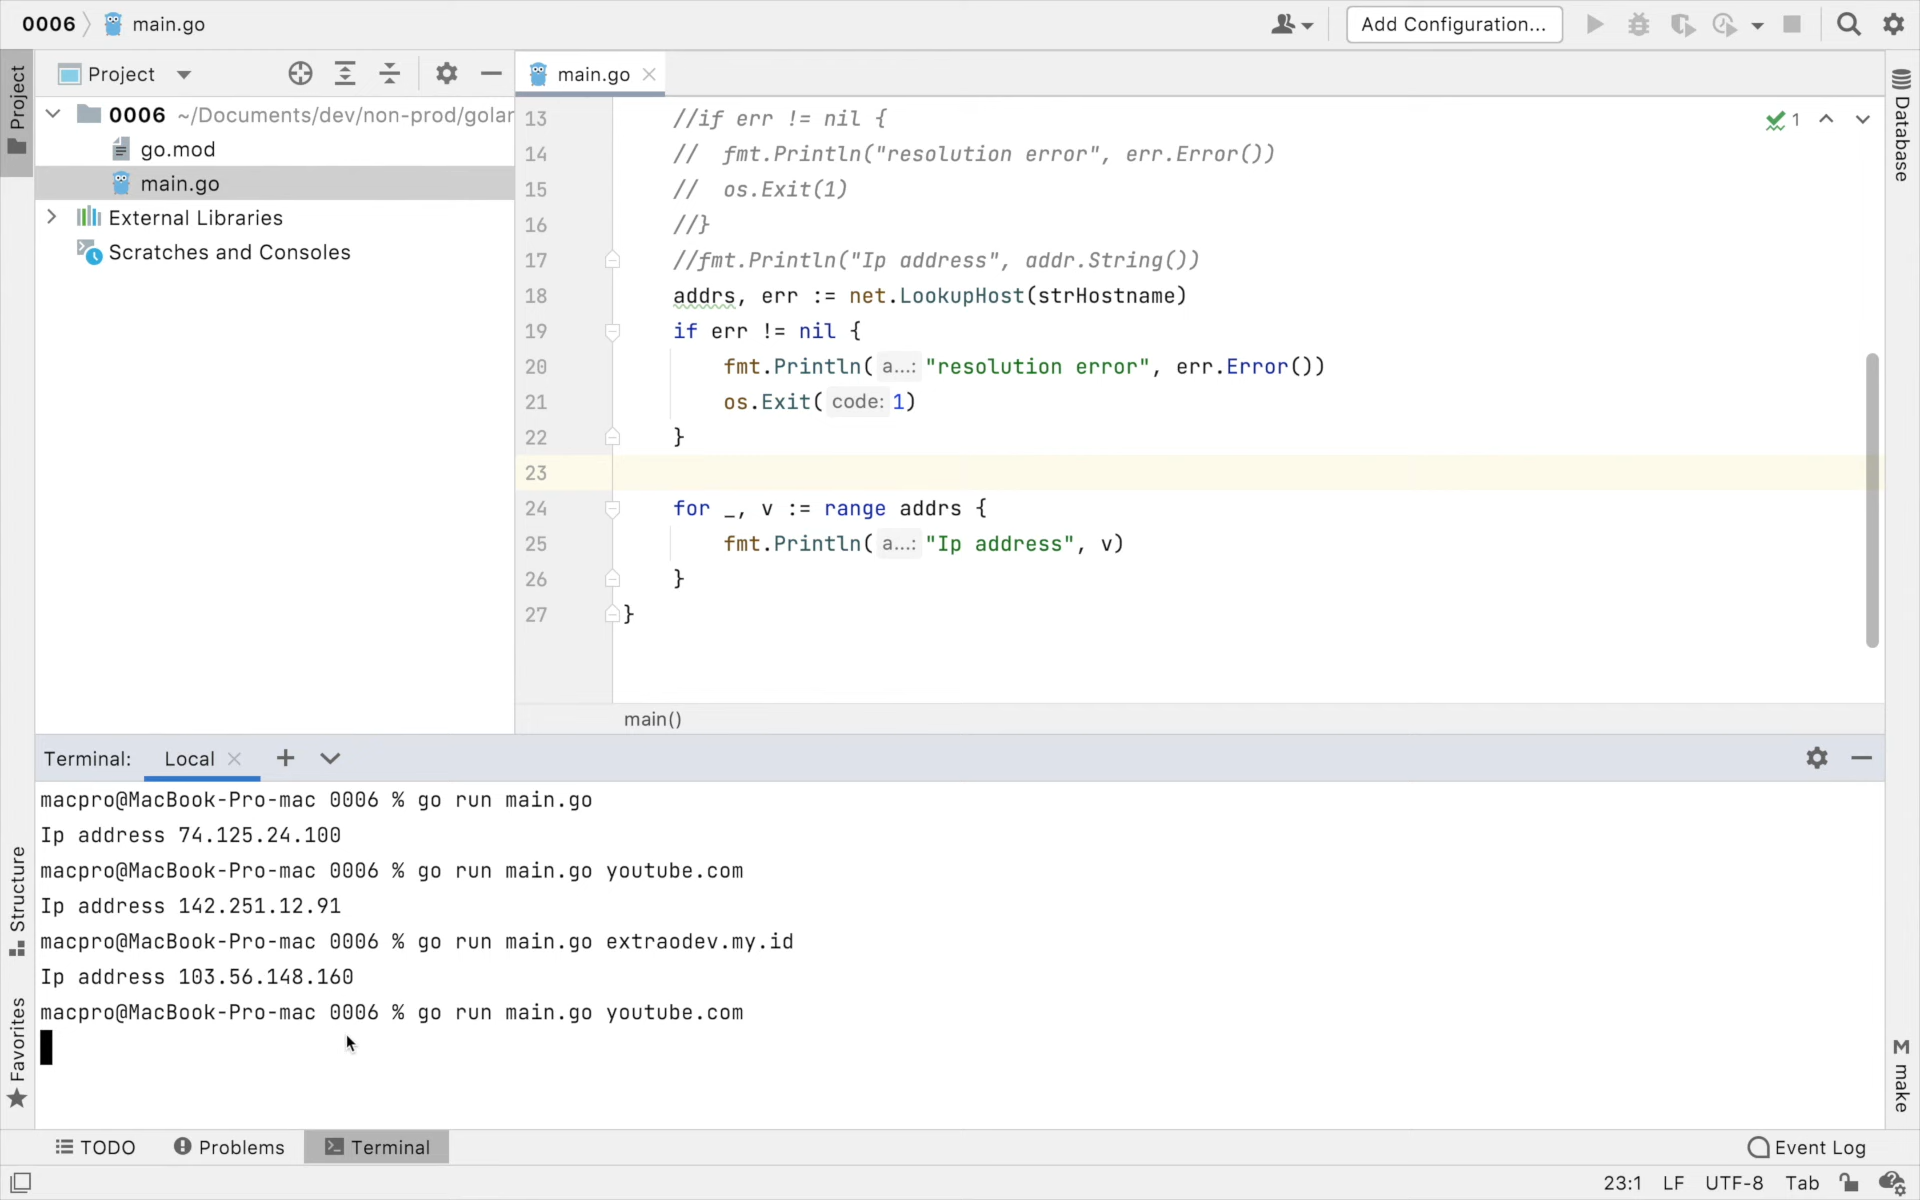 0006 main.go
Add Configuration...
Project
Project
main.go
Database
0006 ~/Documents/dev/non-prod/golar
go.mod
main.go
External Libraries
Scratches and Consoles
13 //if err != nil {
14 // fmt.Println("resolution error", err.Error())
15 // os.Exit(1)
16 //}
17 //fmt.Println("Ip address", addr.String())
18 addrs, err := net.LookupHost(strHostname)
19 if err != nil {
20 fmt.Println( a...: "resolution error", err.Error())
21 os.Exit( code: 1)
22 }
23
24 for _, v := range addrs {
25 fmt.Println( a...: "Ip address", v)
26 }
27 }
1
main()
Terminal: Local
macpro@MacBook-Pro-mac 0006 % go run main.go
Ip address 74.125.24.100
macpro@MacBook-Pro-mac 0006 % go run main.go youtube.com
Ip address 142.251.12.91
macpro@MacBook-Pro-mac 0006 % go run main.go extraodev.my.id
Ip address 103.56.148.160
macpro@MacBook-Pro-mac 0006 % go run main.go youtube.com
Structure
Favorites
M make
TODO Problems Terminal Event Log
23:1 LF UTF-8 Tab